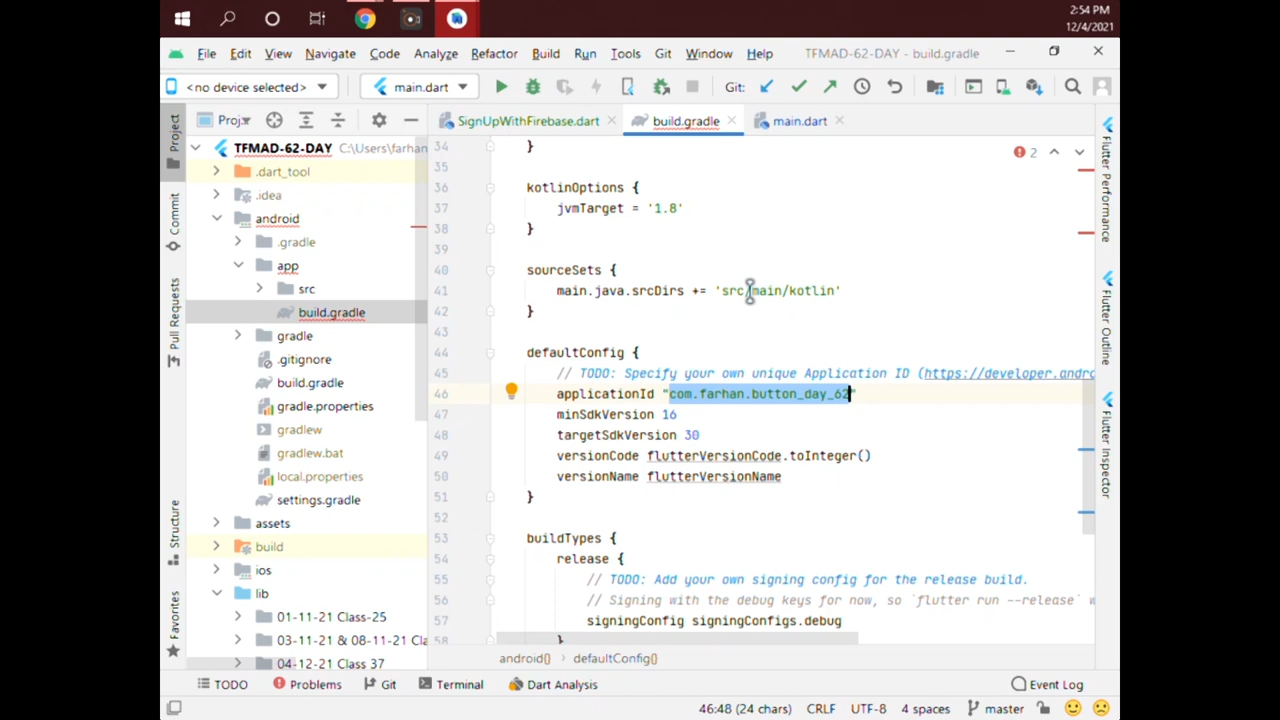 2:54 PM
12/4/2021
File Edit View Navigate Code Analyze Refactor Build Run Tools Git Window Help TFMAD-62-DAY - build.gradle
<no device selected> main.dart Git:
Proj.. SignUpWithFirebase.dart build.gradle main.dart
Project
Commit
Pull Requests
Structure
Favorites
TFMAD-62-DAY C:\Users/farhan
.dart_tool
.idea
android
.gradle
app
src
build.gradle
gradle
.gitignore
build.gradle
gradle.properties
gradlew
gradlew.bat
local.properties
settings.gradle
assets
build
ios
lib
01-11-21 Class-25
03-11-21 & 08-11-21 Cla
04-12-21 Class 37
2
34 }
35
36 kotlinOptions {
37 jvmTarget = '1.8'
38 }
39
40 sourceSets {
41 main.java.srcDirs += 'src/main/kotlin'
42 }
43
44 defaultConfig {
45 // TODO: Specify your own unique Application ID (https://developer.andro
46 applicationId "com.farhan.button_day_62"
47 minSdkVersion 16
48 targetSdkVersion 30
49 versionCode flutterVersionCode.toInteger()
50 versionName flutterVersionName
51 }
52
53 buildTypes {
54 release {
55 // TODO: Add your own signing config for the release build.
56 // Signing with the debug keys for now, so `flutter run --release` w
57 signingConfig signingConfigs.debug
58 }
android{} defaultConfig{}
Flutter Performance
Flutter Outline
Flutter Inspector
TODO Problems Git Terminal Dart Analysis Event Log
46:48 (24 chars) CRLF UTF-8 4 spaces master